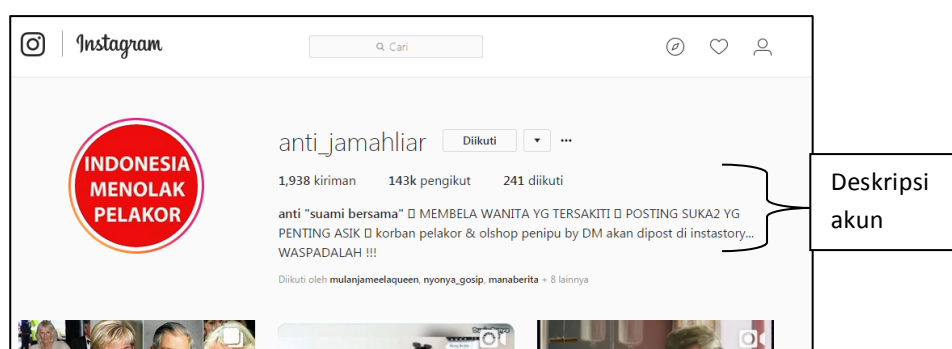 Instagram
Cari
INDONESIA
MENOLAK
PELAKOR
anti_jamahliar Diikuti
1,938 kiriman 143k pengikut 241 diikuti
anti "suami bersama" ▯ MEMBELA WANITA YG TERSAKITI ▯ POSTING SUKA2 YG
PENTING ASIK ▯ korban pelakor & olshop penipu by DM akan dipost di instastory...
WASPADALAH !!!
Diikuti oleh mulanjameelaqueen, nyonya_gosip, manaberita + 8 lainnya
Deskripsi
akun